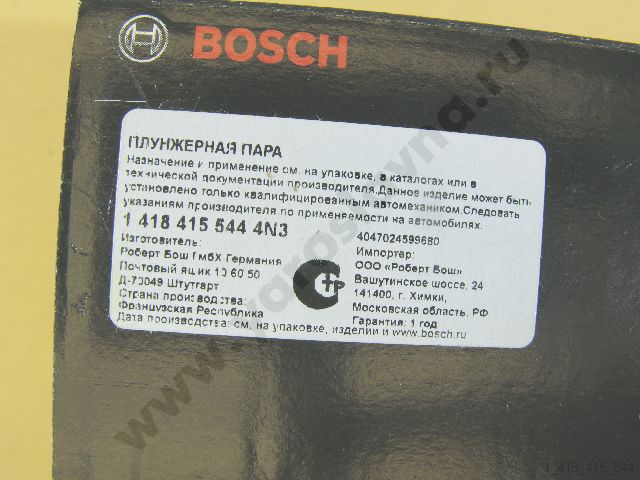 BOSCH
ПЛУНЖЕРНАЯ ПАРА
Назначение и применение см. на упаковке, в каталогах или в
технической документации производителя.Данное изделие может быть
установлено только квалифицированным автомехаником.Следовать
указаниям производителя по применяемости на автомобилях.
1 418 415 544 4N3
4047024599680
Изготовитель:
Роберт Бош ГмбХ Германия
Почтовый ящик 10 60 50
Д-70049 Штутгарт
Страна производства:
Французская Республика
Импортер:
ООО «Роберт Бош»
Вашутинское шоссе, 24
141400, г. Химки,
Московская область, РФ
Гарантия: 1 год
Дата производства: см. на упаковке, изделии и www.bosch.ru
1_418_415_544